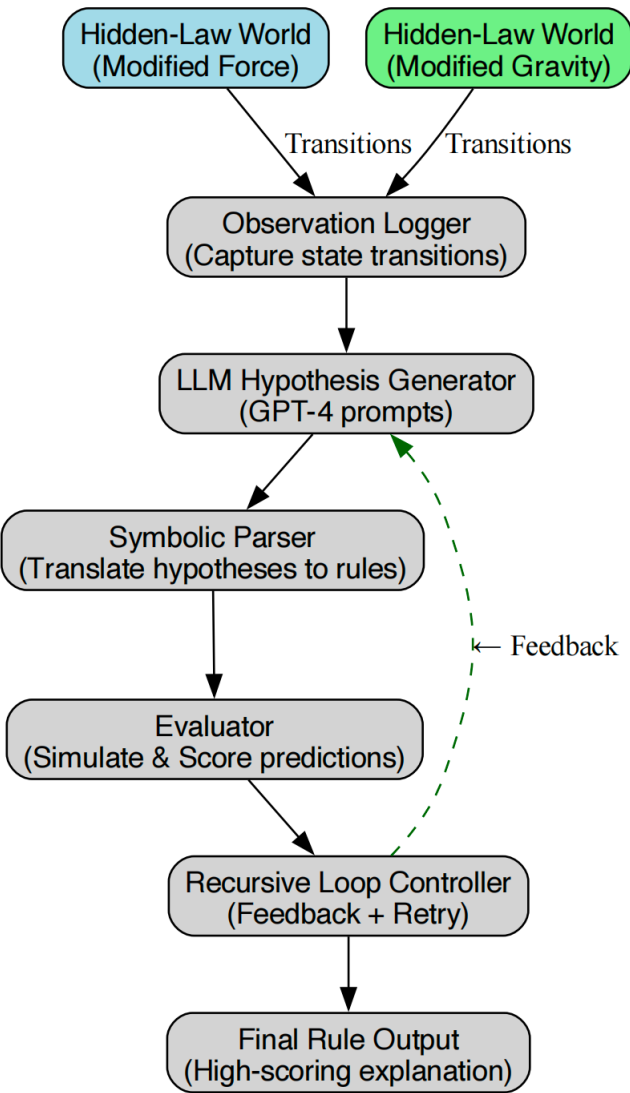 Hidden-Law World
(Modified Force)
Hidden-Law World
(Modified Gravity)
Transitions
Transitions
Observation Logger
(Capture state transitions)
LLM Hypothesis Generator
(GPT-4 prompts)
Symbolic Parser
(Translate hypotheses to rules)
← Feedback
Evaluator
(Simulate & Score predictions)
Recursive Loop Controller
(Feedback + Retry)
Final Rule Output
(High-scoring explanation)